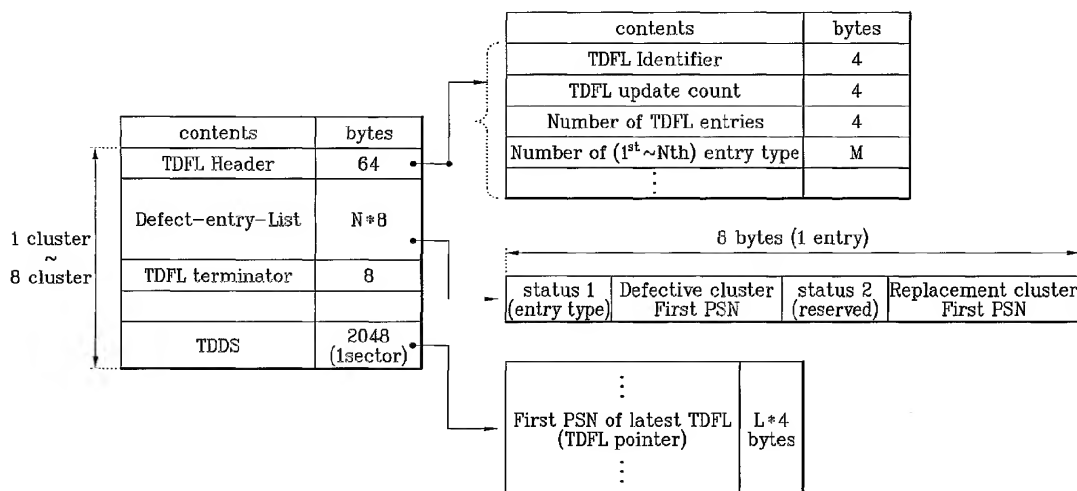 contents bytes
TDFL Identifier 4
TDFL update count 4
Number of TDFL entries 4
Number of (1st~Nth) entry type M
⋮
contents bytes
TDFL Header 64
Defect-entry-List N*8
TDFL terminator 8
TDDS 2048
(1sector)
1 cluster
~
8 cluster
8 bytes (1 entry)
status 1
(entry type)
Defective cluster
First PSN
status 2
(reserved)
Replacement cluster
First PSN
⋮
First PSN of latest TDFL
(TDFL pointer)
⋮
L*4
bytes